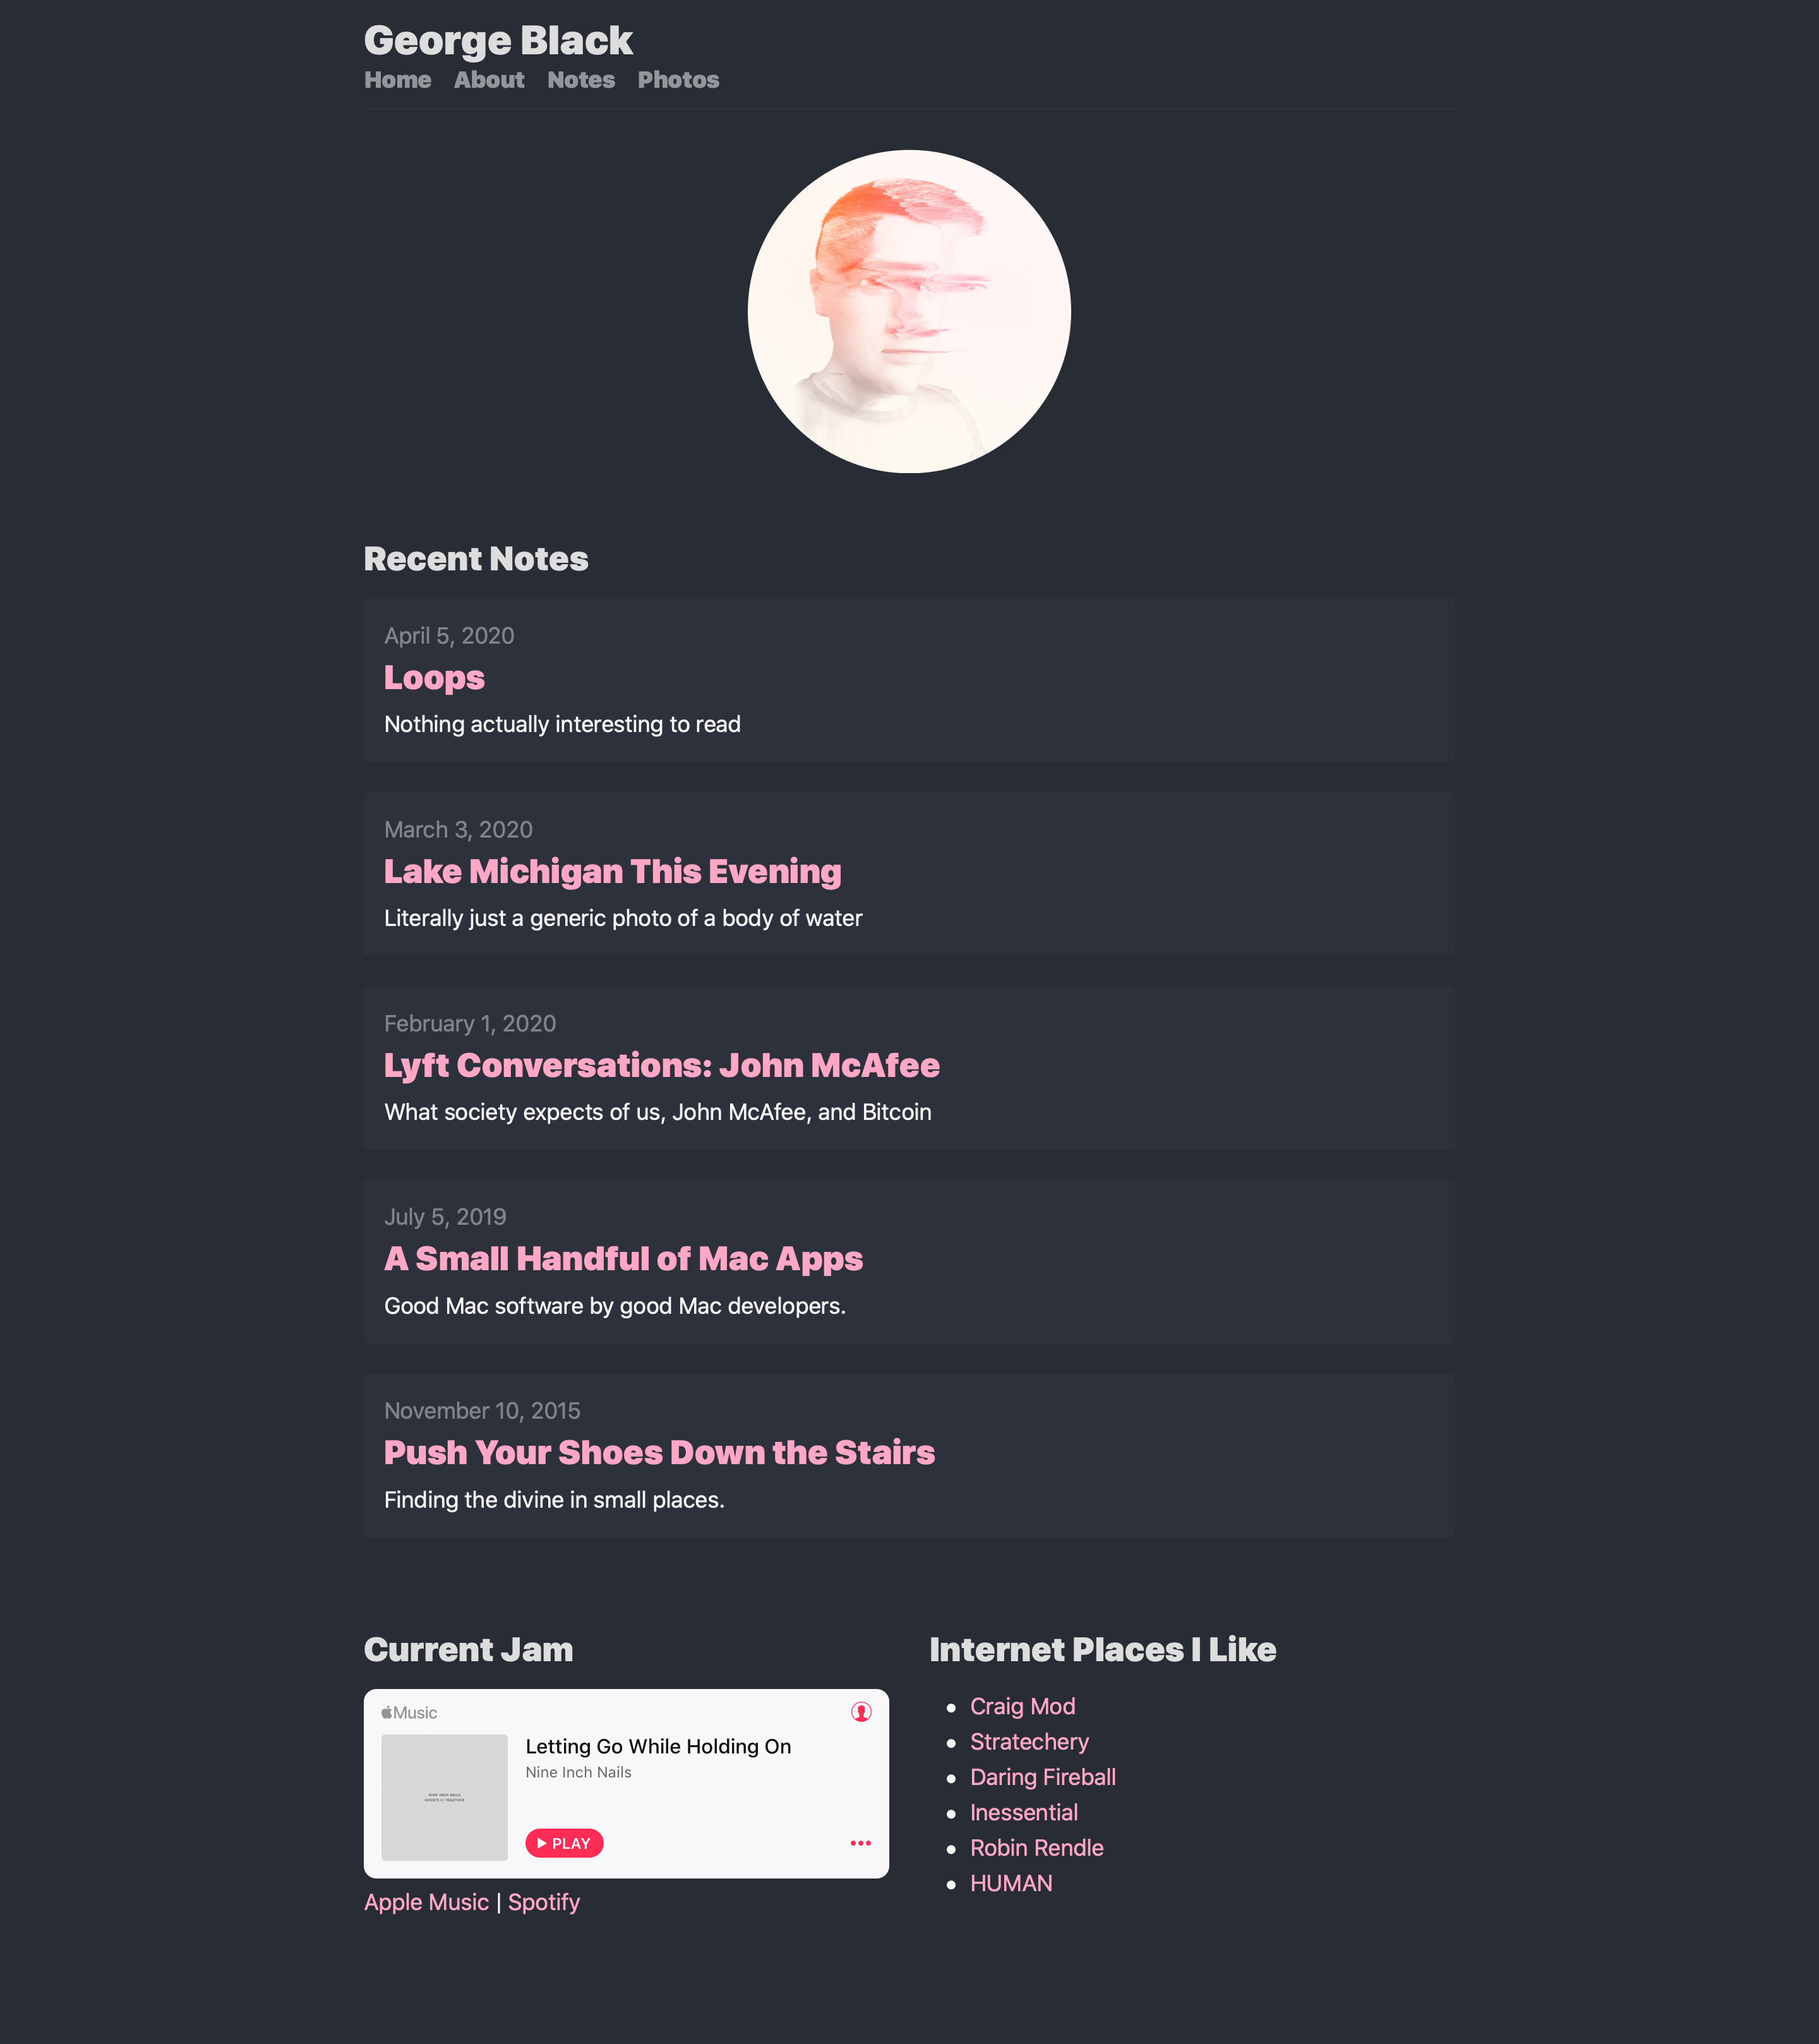 George Black
Home About Notes Photos
Recent Notes
April 5, 2020
Loops
Nothing actually interesting to read
March 3, 2020
Lake Michigan This Evening
Literally just a generic photo of a body of water
February 1, 2020
Lyft Conversations: John McAfee
What society expects of us, John McAfee, and Bitcoin
July 5, 2019
A Small Handful of Mac Apps
Good Mac software by good Mac developers.
November 10, 2015
Push Your Shoes Down the Stairs
Finding the divine in small places.
Current Jam
Music
Letting Go While Holding On
Nine Inch Nails
NINE INCH NAILS
GHOSTS V: TOGETHER
PLAY
Apple Music | Spotify
Internet Places I Like
Craig Mod
Stratechery
Daring Fireball
Inessential
Robin Rendle
HUMAN